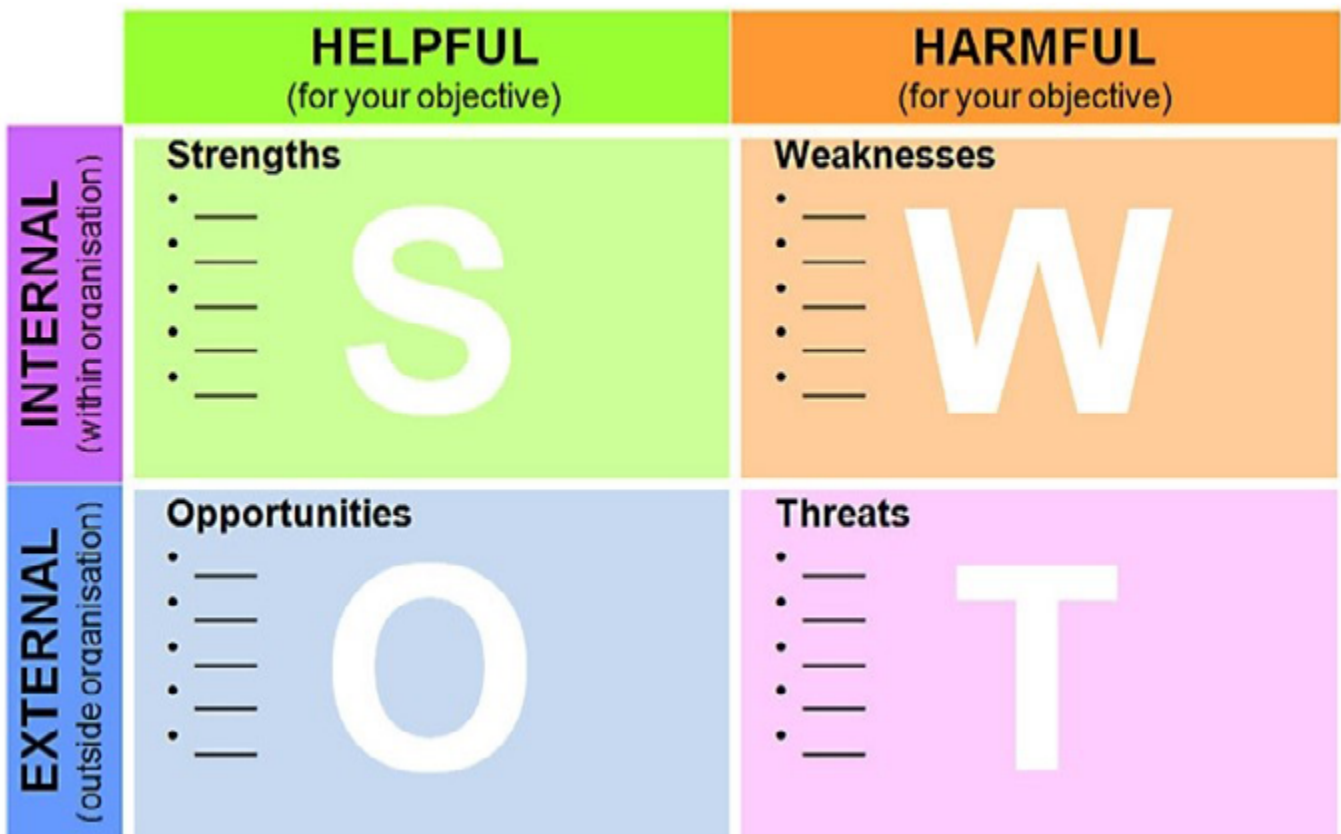 HELPFUL
(for your objective)
HARMFUL
(for your objective)
INTERNAL
(within organisation)
Strengths
S
Weaknesses
W
EXTERNAL
(outside organisation)
Opportunities
O
Threats
T